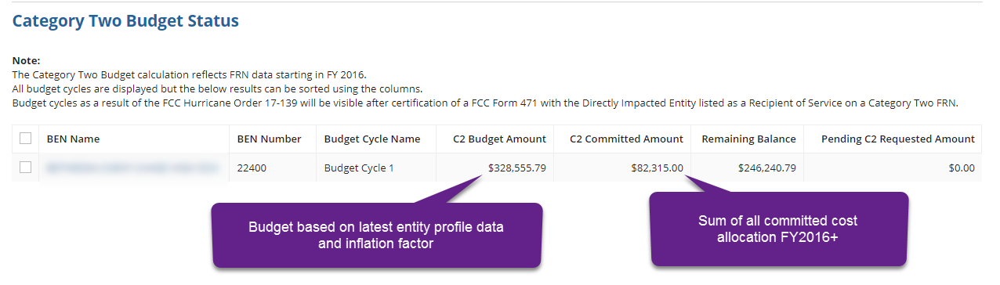 Category Two Budget Status
Note:
The Category Two Budget calculation reflects FRN data starting in FY 2016.
All budget cycles are displayed but the below results can be sorted using the columns.
Budget cycles as a result of the FCC Hurricane Order 17-139 will be visible after certification of a FCC Form 471 with the Directly Impacted Entity listed as a Recipient of Service on a Category Two FRN.
BEN Name BEN Number Budget Cycle Name C2 Budget Amount C2 Committed Amount Remaining Balance Pending C2 Requested Amount
22400 Budget Cycle 1 $328,555.79 $82,315.00 $246,240.79 $0.00
Budget based on latest entity profile data
and inflation factor
Sum of all committed cost
allocation FY2016+